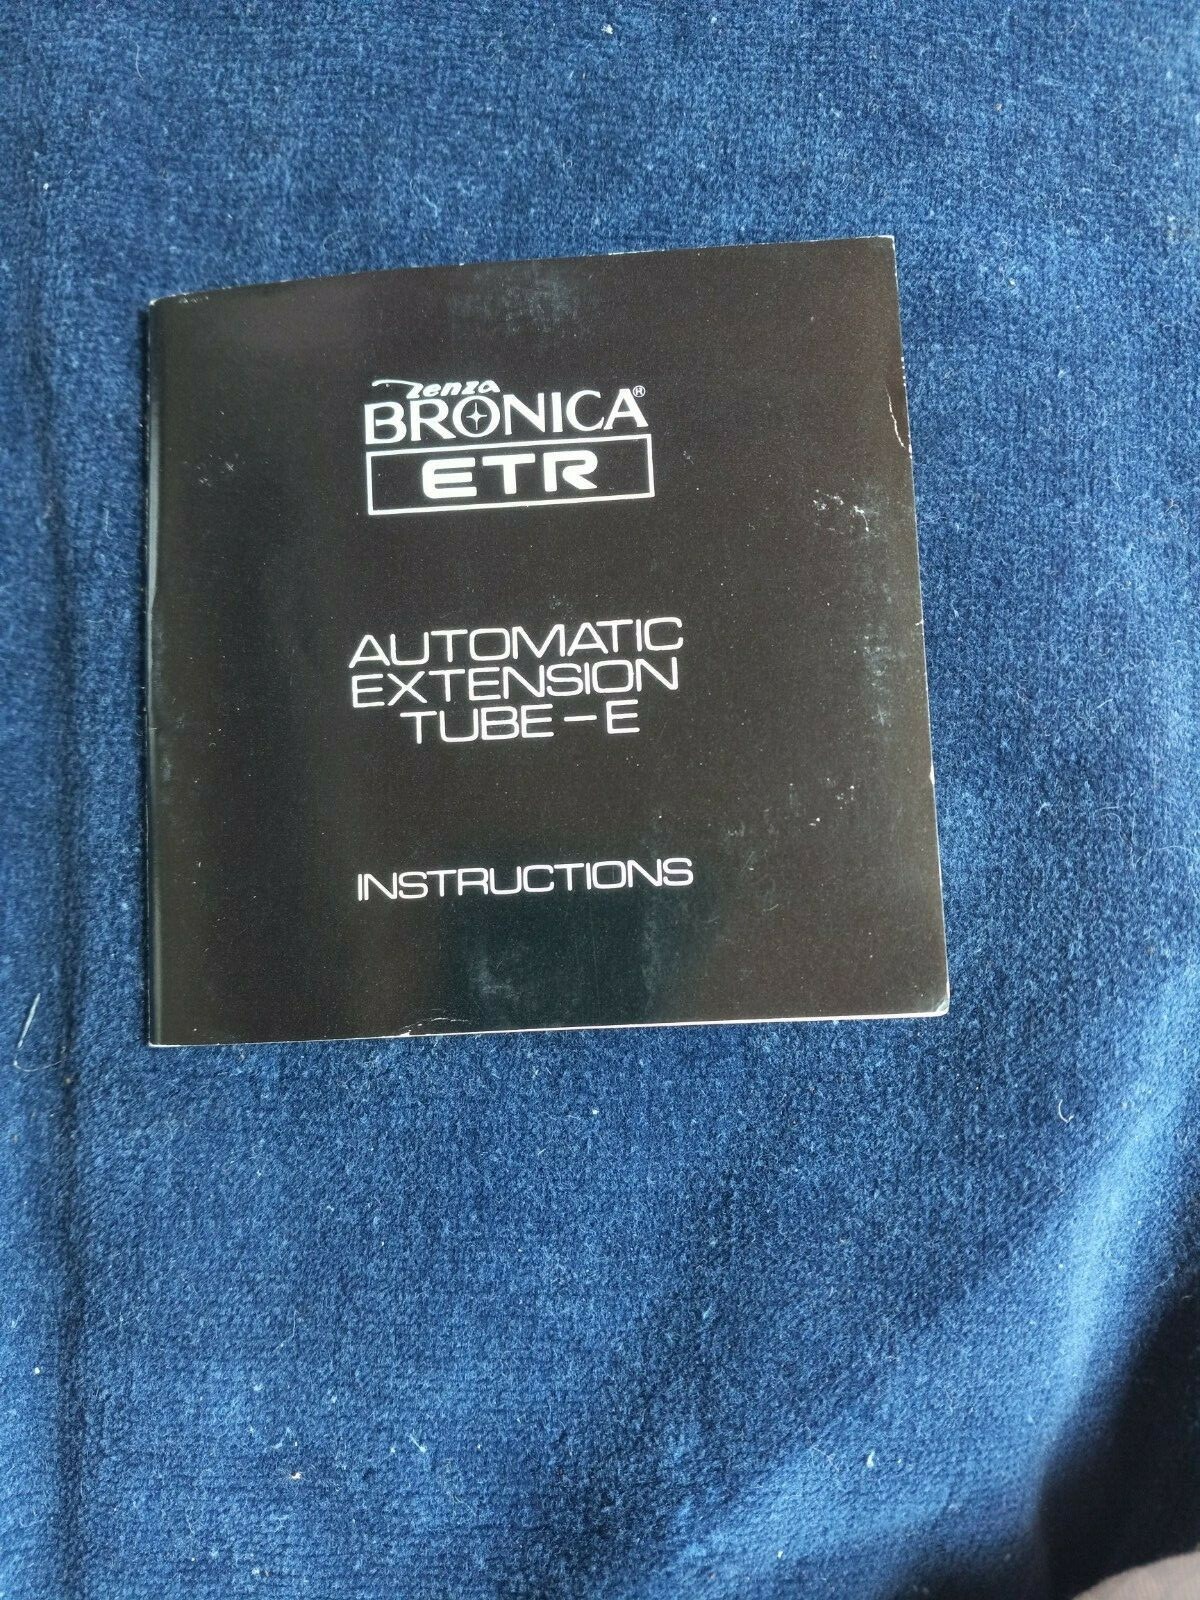 Zenza
BRONICA®
ETR
AUTOMATIC
EXTENSION
TUBE-E
INSTRUCTIONS